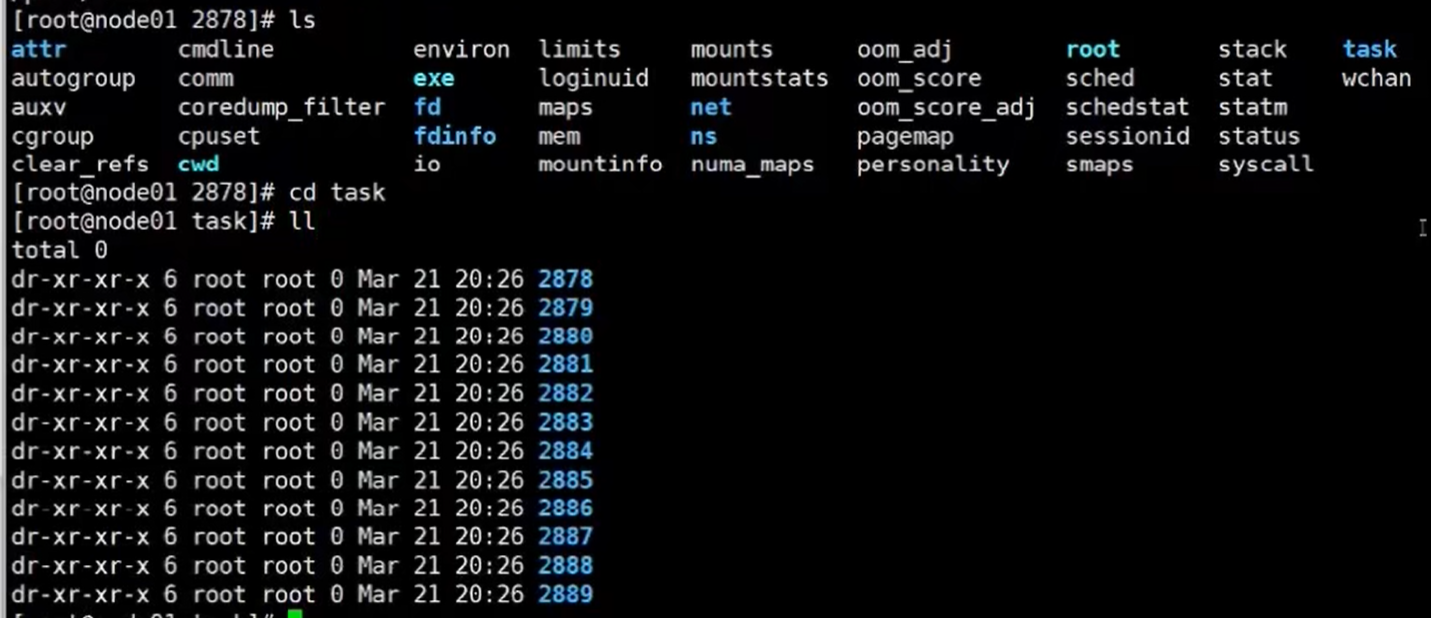 [root@node01 2878]# ls
attr cmdline environ limits mounts oom_adj root stack task
autogroup comm exe loginuid mountstats oom_score sched stat wchan
auxv coredump_filter fd maps net oom_score_adj schedstat statm
cgroup cpuset fdinfo mem ns pagemap sessionid status
clear_refs cwd io mountinfo numa_maps personality smaps syscall
[root@node01 2878]# cd task
[root@node01 task]# ll
total 0
dr-xr-xr-x 6 root root 0 Mar 21 20:26 2878
dr-xr-xr-x 6 root root 0 Mar 21 20:26 2879
dr-xr-xr-x 6 root root 0 Mar 21 20:26 2880
dr-xr-xr-x 6 root root 0 Mar 21 20:26 2881
dr-xr-xr-x 6 root root 0 Mar 21 20:26 2882
dr-xr-xr-x 6 root root 0 Mar 21 20:26 2883
dr-xr-xr-x 6 root root 0 Mar 21 20:26 2884
dr-xr-xr-x 6 root root 0 Mar 21 20:26 2885
dr-xr-xr-x 6 root root 0 Mar 21 20:26 2886
dr-xr-xr-x 6 root root 0 Mar 21 20:26 2887
dr-xr-xr-x 6 root root 0 Mar 21 20:26 2888
dr-xr-xr-x 6 root root 0 Mar 21 20:26 2889